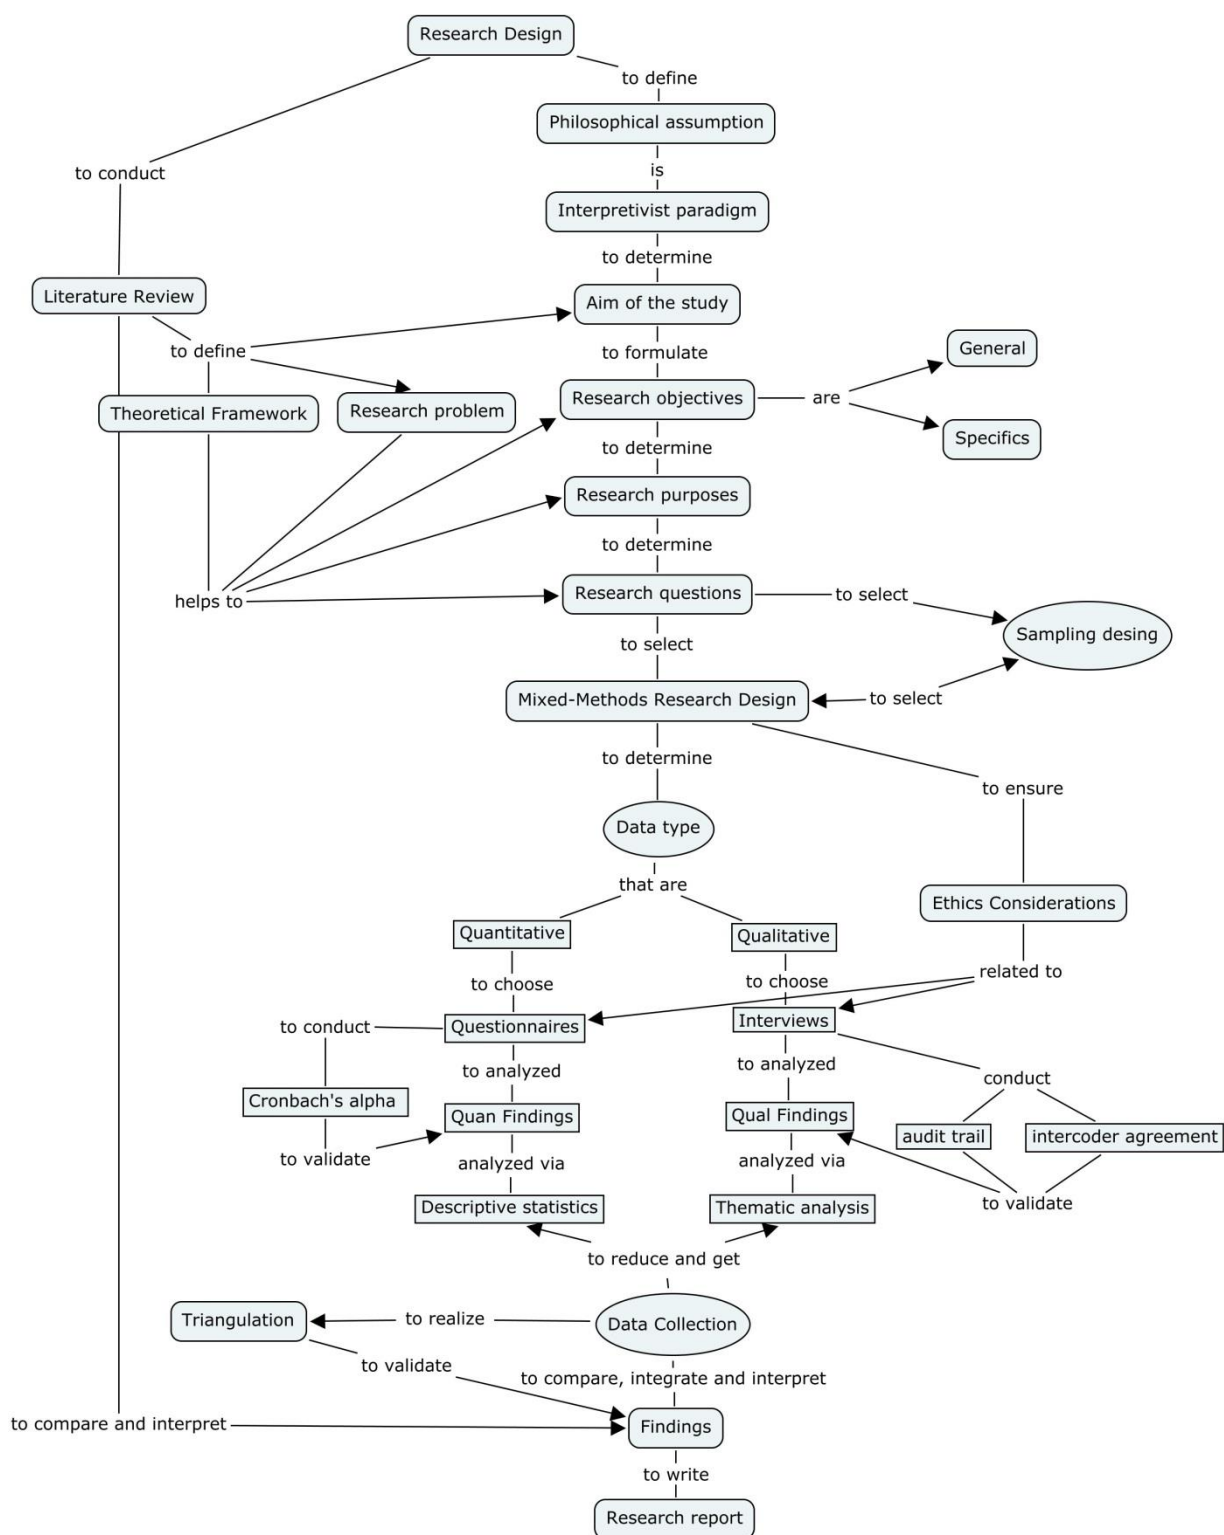 Research Design
to define
Philosophical assumption
to conduct
is
Interpretivist paradigm
to determine
Literature Review
Aim of the study
to define
to formulate
General
Theoretical Framework
Research problem
Research objectives
are
Specifics
to determine
Research purposes
to determine
helps to
Research questions
to select
Sampling desing
to select
Mixed-Methods Research Design
to select
to determine
to ensure
Data type
that are
Ethics Considerations
Quantitative
Qualitative
related to
to choose
to choose
to conduct
Questionnaires
Interviews
to analyzed
to analyzed
conduct
Cronbach's alpha
Quan Findings
Qual Findings
audit trail
intercoder agreement
to validate
analyzed via
analyzed via
to validate
Descriptive statistics
Thematic analysis
to reduce and get
Triangulation
to realize
Data Collection
to validate
to compare, integrate and interpret
to compare and interpret
Findings
to write
Research report